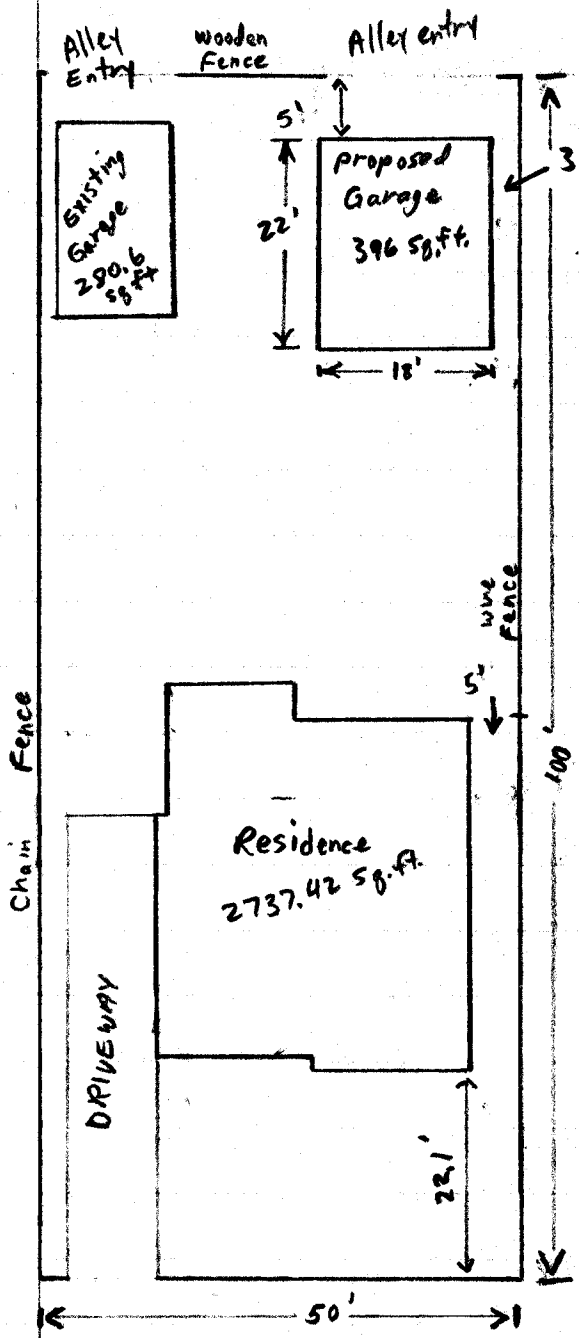 Alley
Entry
Wooden
Fence
Alley entry
5'
3
Existing
Garage
280.6
sq ft
Proposed
Garage
396 sq.ft.
22'
18'
Wire
Fence
5'
100'
Chain Fence
Residence
2737.42 sq.ft.
DRIVEWAY
22.1'
50'